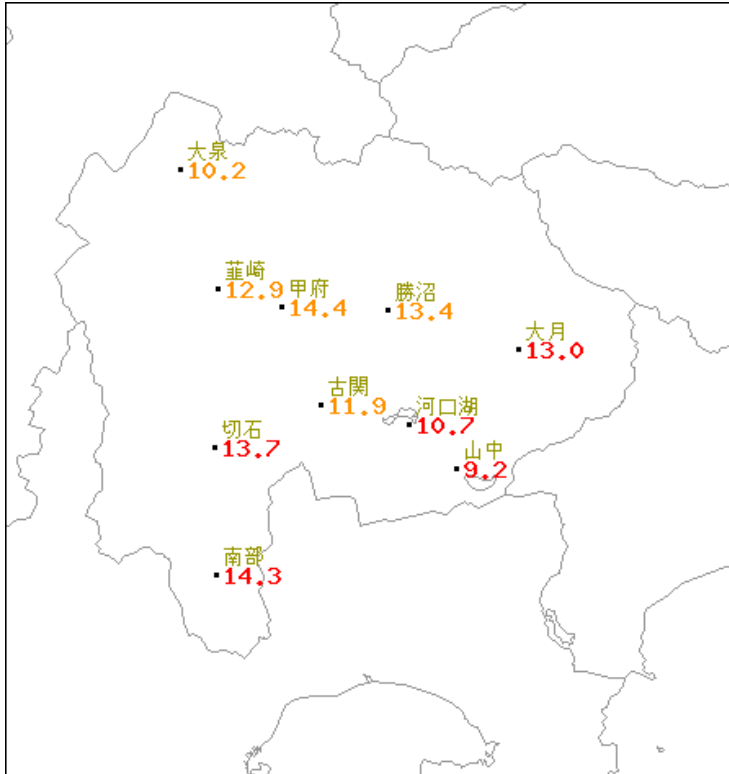 大泉
10.2
韮崎
12.9
甲府
14.4
勝沼
13.4
大月
13.0
古関
11.9
河口湖
10.7
切石
13.7
山中
9.2
南部
14.3